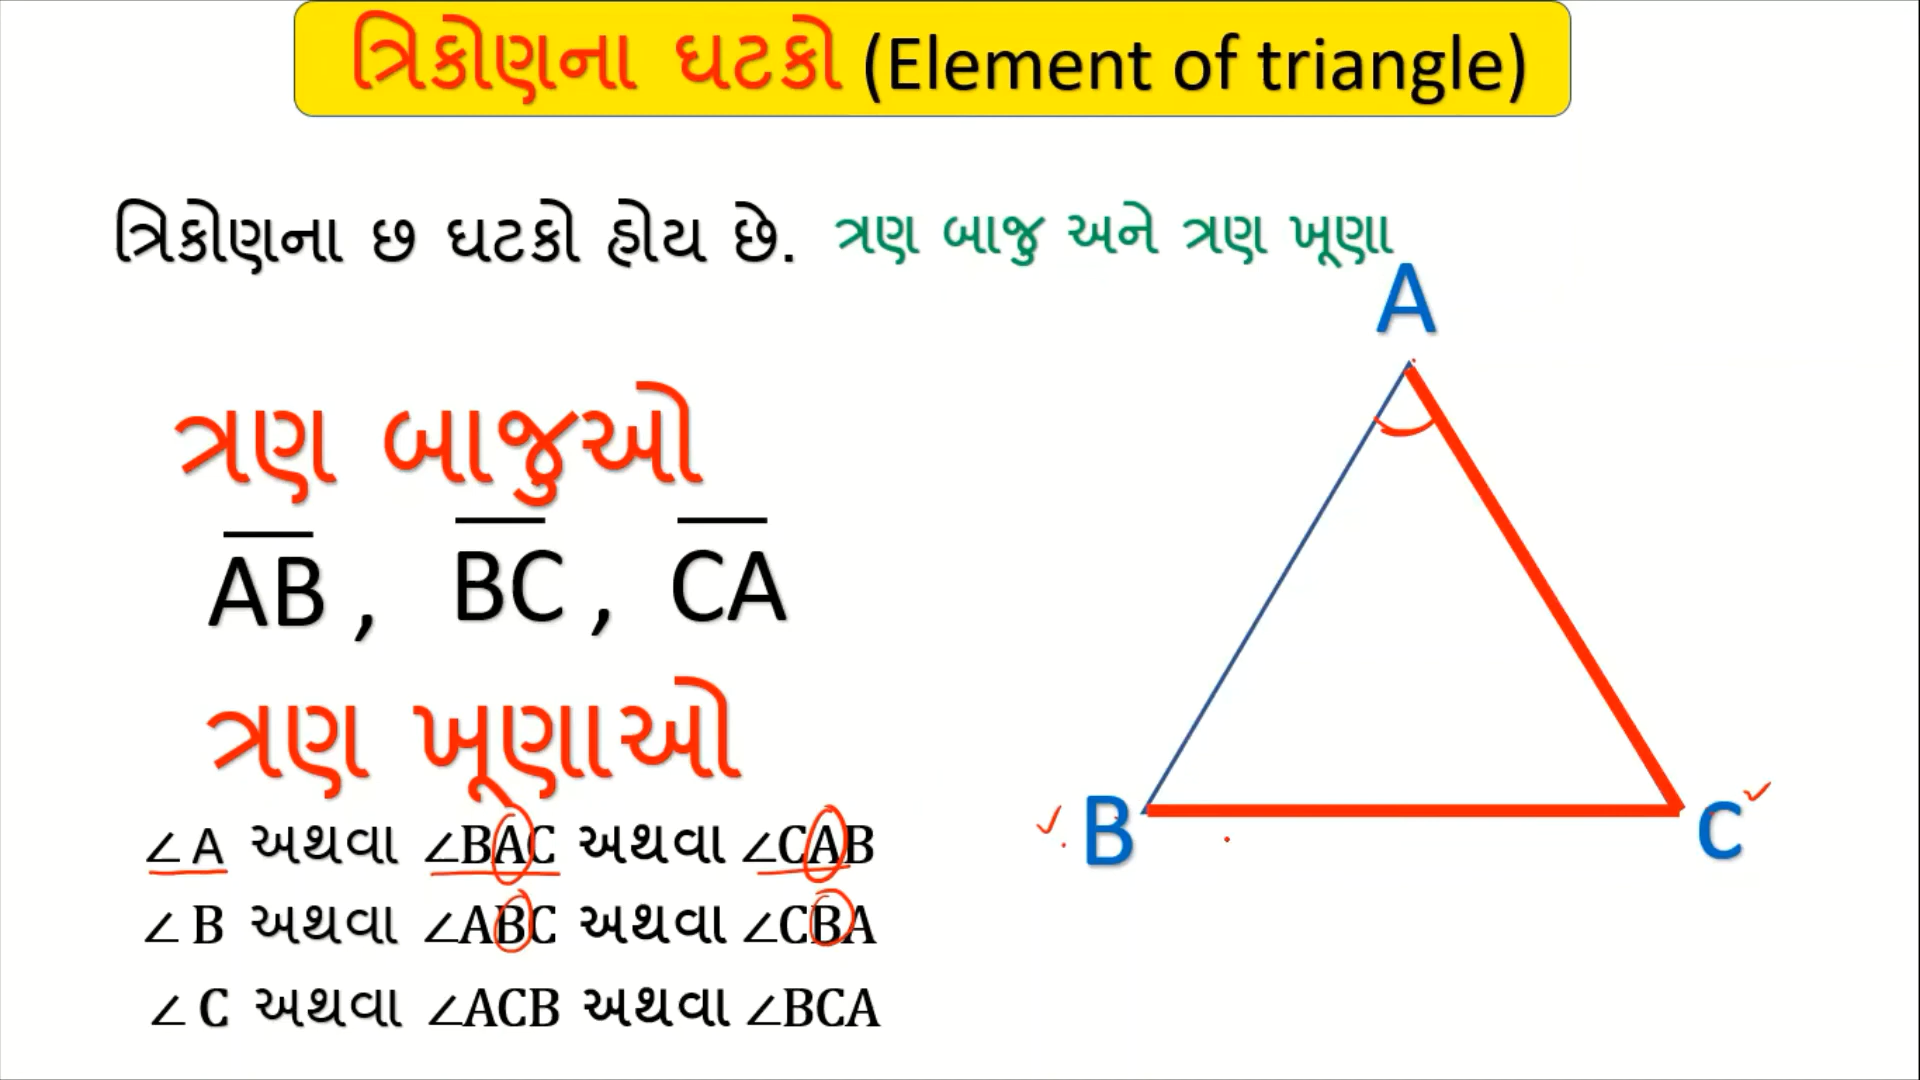 ત્રિકોણના ઘટકો (Element of triangle)
ત્રિકોણના છ ઘટકો હોય છે. ત્રણ બાજુ અને ત્રણ ખૂણા
A
ત્રણ બાજુઓ
AB , BC , CA
ત્રણ ખૂણાઓ
B C
∠A અથવા ∠BAC અથવા ∠CAB
∠B અથવા ∠ABC અથવા ∠CBA
∠C અથવા ∠ACB અથવા ∠BCA